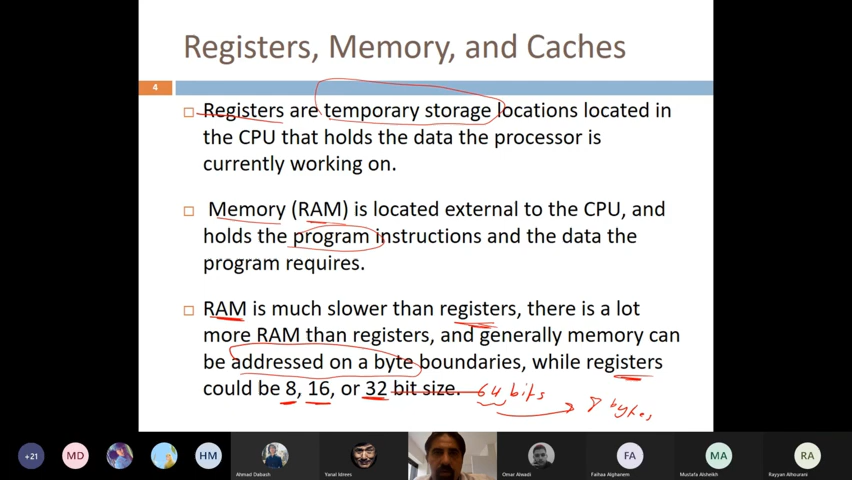 Registers, Memory, and Caches
4
Registers are temporary storage locations located in
the CPU that holds the data the processor is
currently working on.
Memory (RAM) is located external to the CPU, and
holds the program instructions and the data the
program requires.
RAM is much slower than registers, there is a lot
more RAM than registers, and generally memory can
be addressed on a byte boundaries, while registers
could be 8, 16, or 32 bit size. 64 bits
8 bytes
+21
MD
HM
FA
MA
RA
Ahmad Dabash
Yanal Idrees
Omar Alwadi
Faihaa Alghanem
Mustafa Alsheikh
Rayyan Alhourani